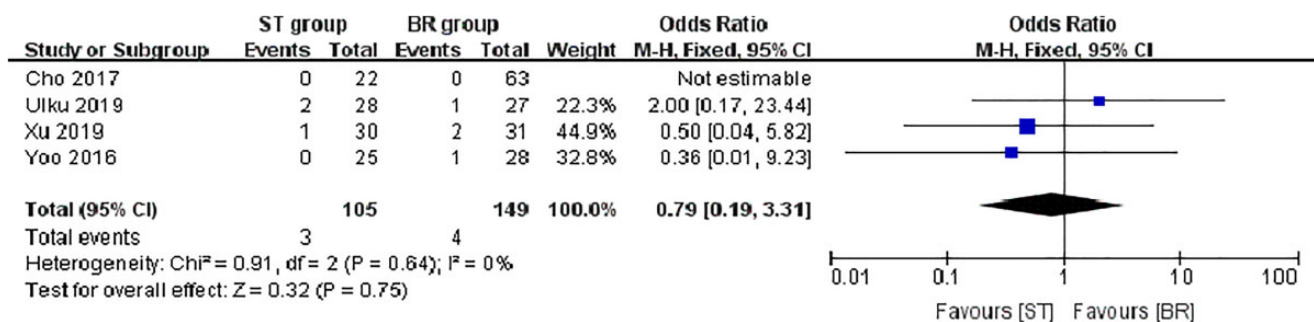 ST group BR group Odds Ratio Odds Ratio
Study or Subgroup Events Total Events Total Weight M-H, Fixed, 95% CI M-H, Fixed, 95% CI
Cho 2017 0 22 0 63 Not estimable
Ulku 2019 2 28 1 27 22.3% 2.00 [0.17, 23.44]
Xu 2019 1 30 2 31 44.9% 0.50 [0.04, 5.82]
Yoo 2016 0 25 1 28 32.8% 0.36 [0.01, 9.23]
Total (95% CI) 105 149 100.0% 0.79 [0.19, 3.31]
Total events 3 4
Heterogeneity: Chi² = 0.91, df = 2 (P = 0.64); I² = 0%
Test for overall effect: Z = 0.32 (P = 0.75)
0.01 0.1 1 10 100
Favours [ST] Favours [BR]